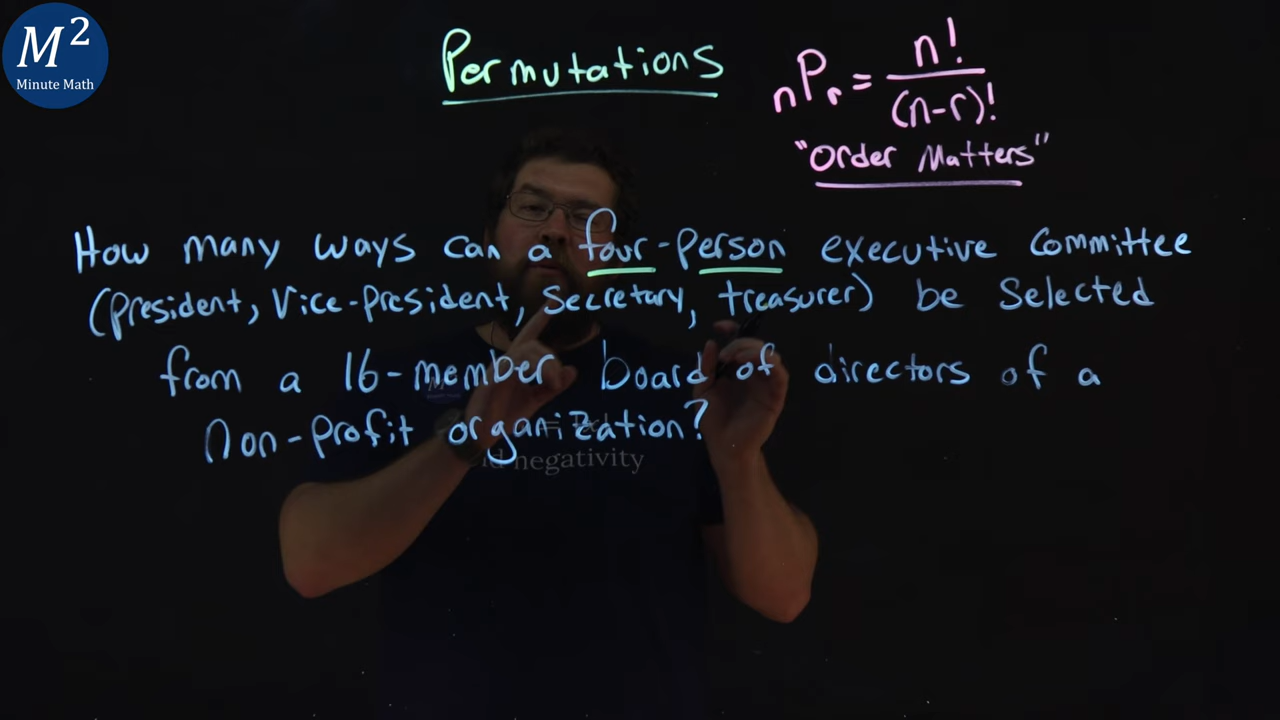 M²
Minute Math
Permutations
nPr = n! / (n-r)!
"Order Matters"
How many ways can a four-person executive committee
(president, Vice-president, Secretary, treasurer) be Selected
from a 16-member board of directors of a
non-profit organization?
negativity